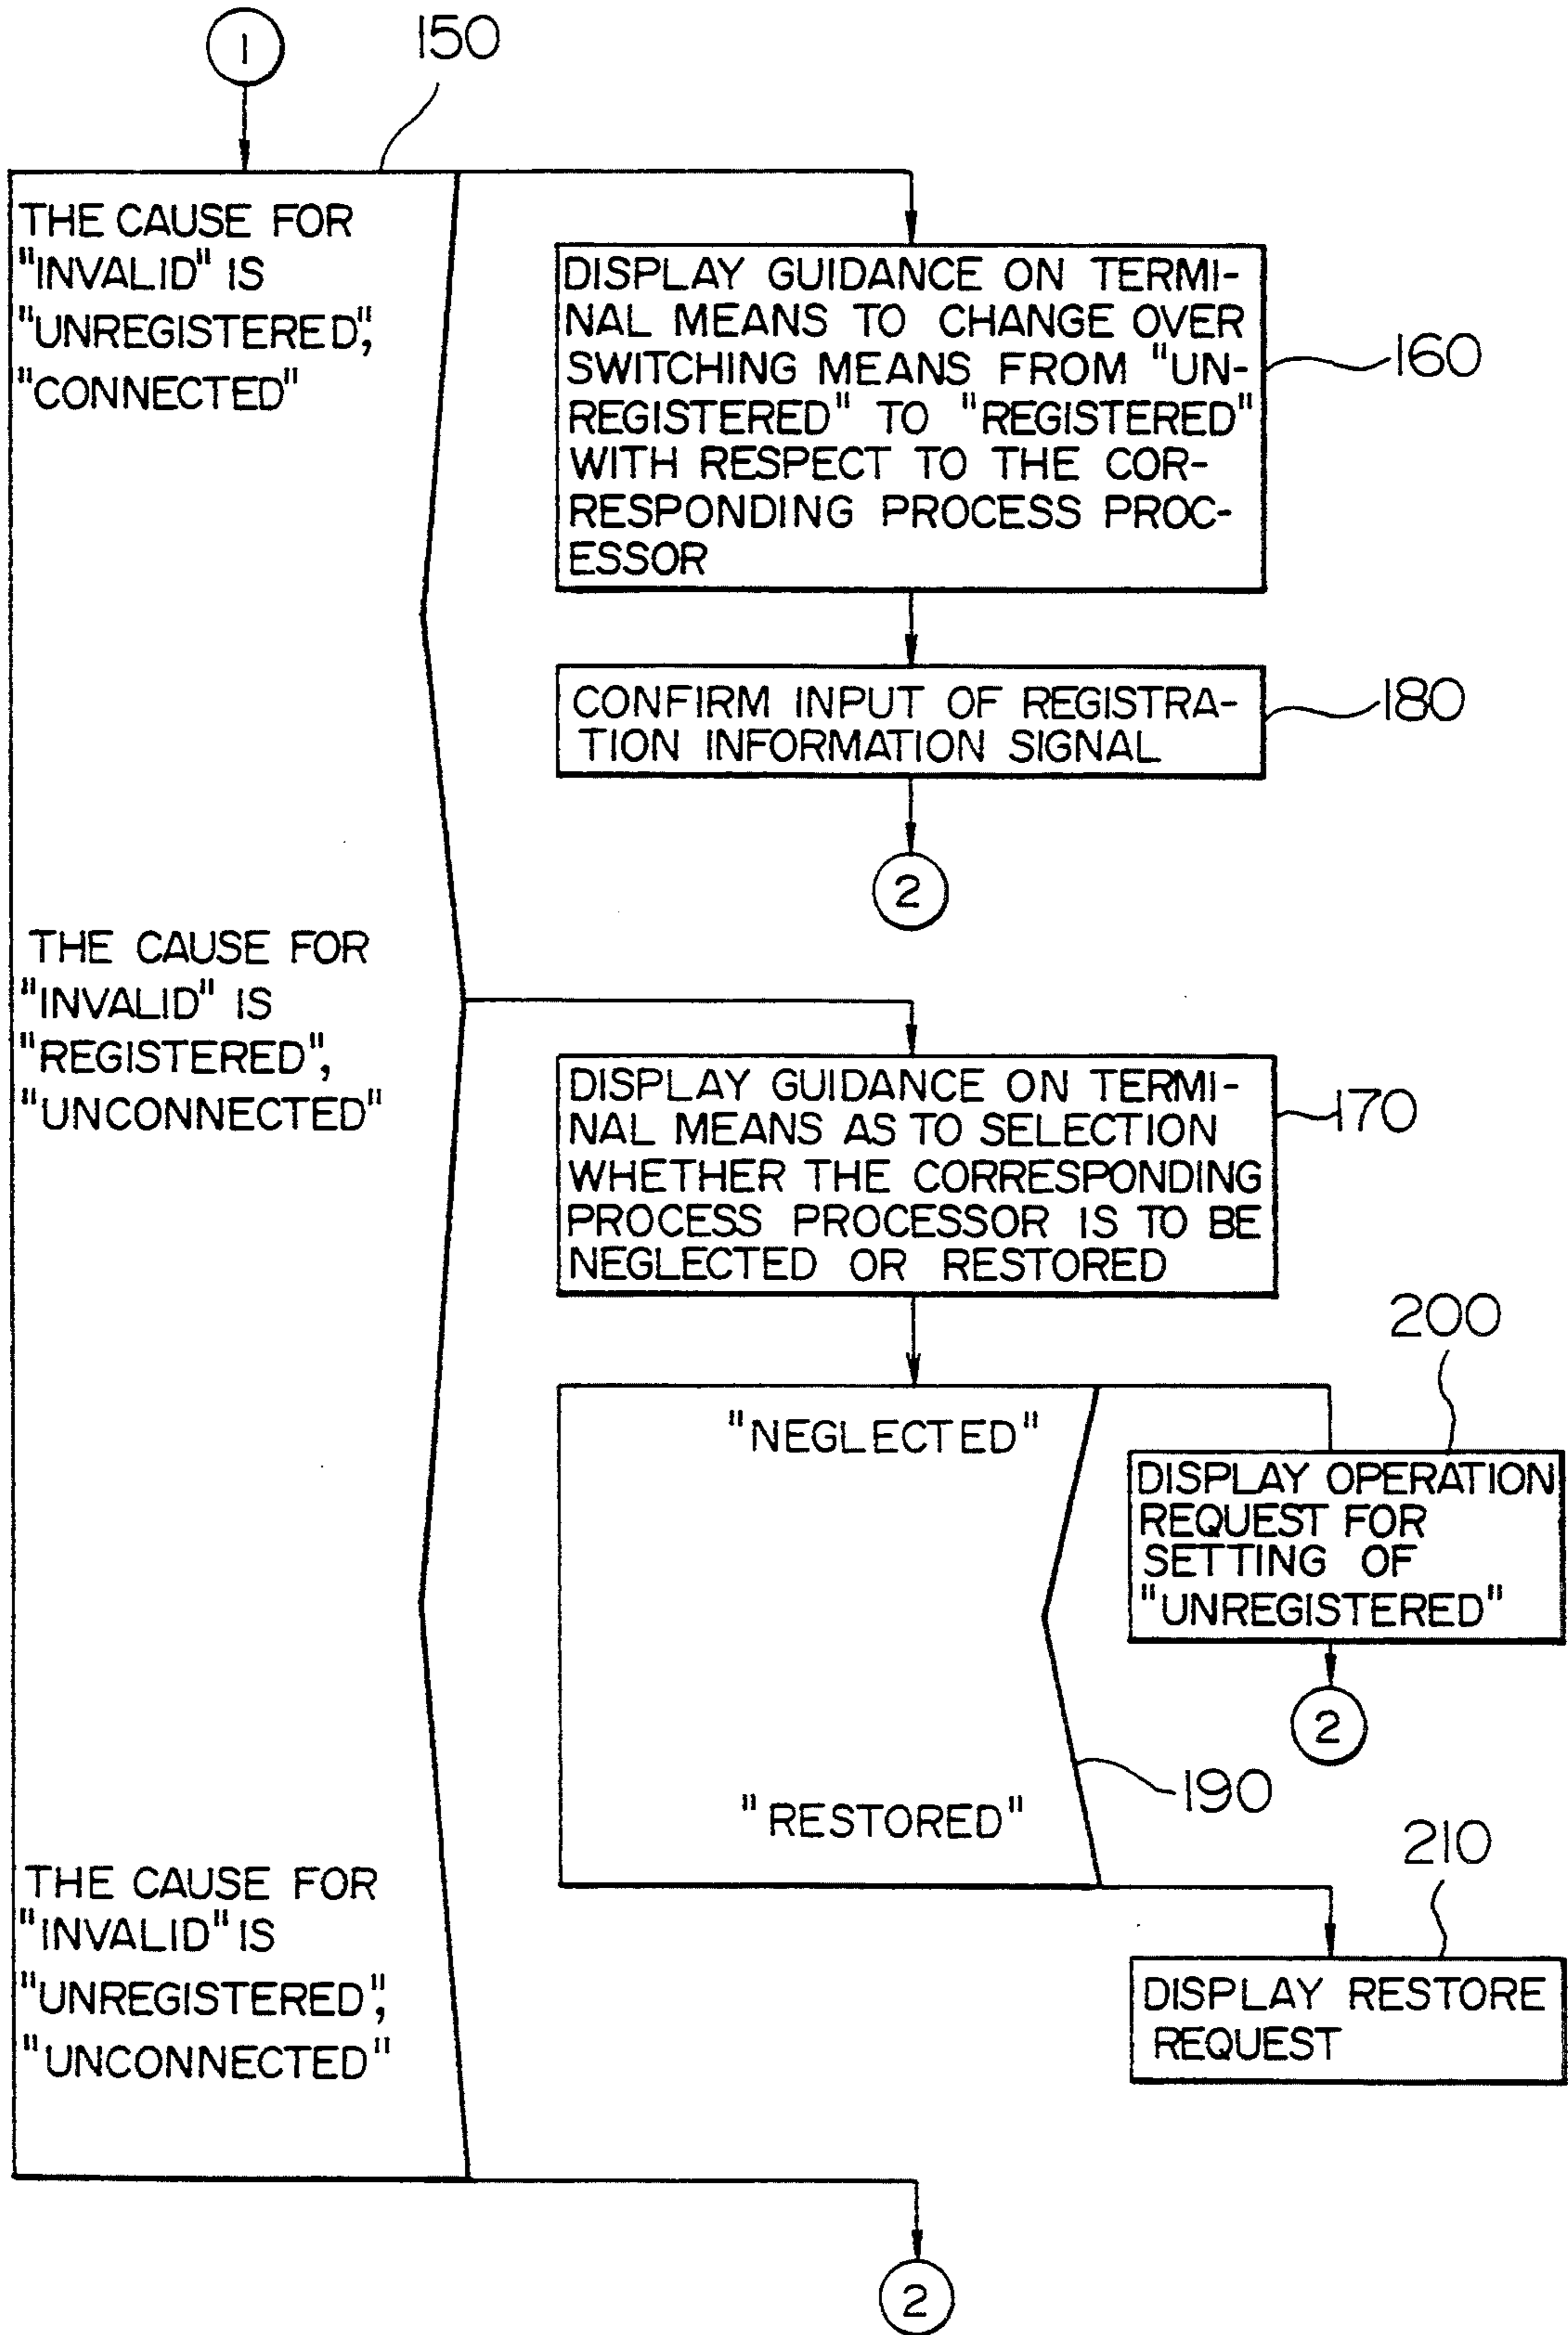 1
150
THE CAUSE FOR
"INVALID" IS
"UNREGISTERED",
"CONNECTED"
DISPLAY GUIDANCE ON TERMI-
NAL MEANS TO CHANGE OVER
SWITCHING MEANS FROM "UN-
REGISTERED" TO "REGISTERED"
WITH RESPECT TO THE COR-
RESPONDING PROCESS PROC-
ESSOR
160
CONFIRM INPUT OF REGISTRA-
TION INFORMATION SIGNAL
180
2
THE CAUSE FOR
"INVALID" IS
"REGISTERED",
"UNCONNECTED"
DISPLAY GUIDANCE ON TERMI-
NAL MEANS AS TO SELECTION
WHETHER THE CORRESPONDING
PROCESS PROCESSOR IS TO BE
NEGLECTED OR RESTORED
170
"NEGLECTED"
200
DISPLAY OPERATION
REQUEST FOR
SETTING OF
"UNREGISTERED"
2
190
"RESTORED"
210
DISPLAY RESTORE
REQUEST
THE CAUSE FOR
"INVALID" IS
"UNREGISTERED",
"UNCONNECTED"
2